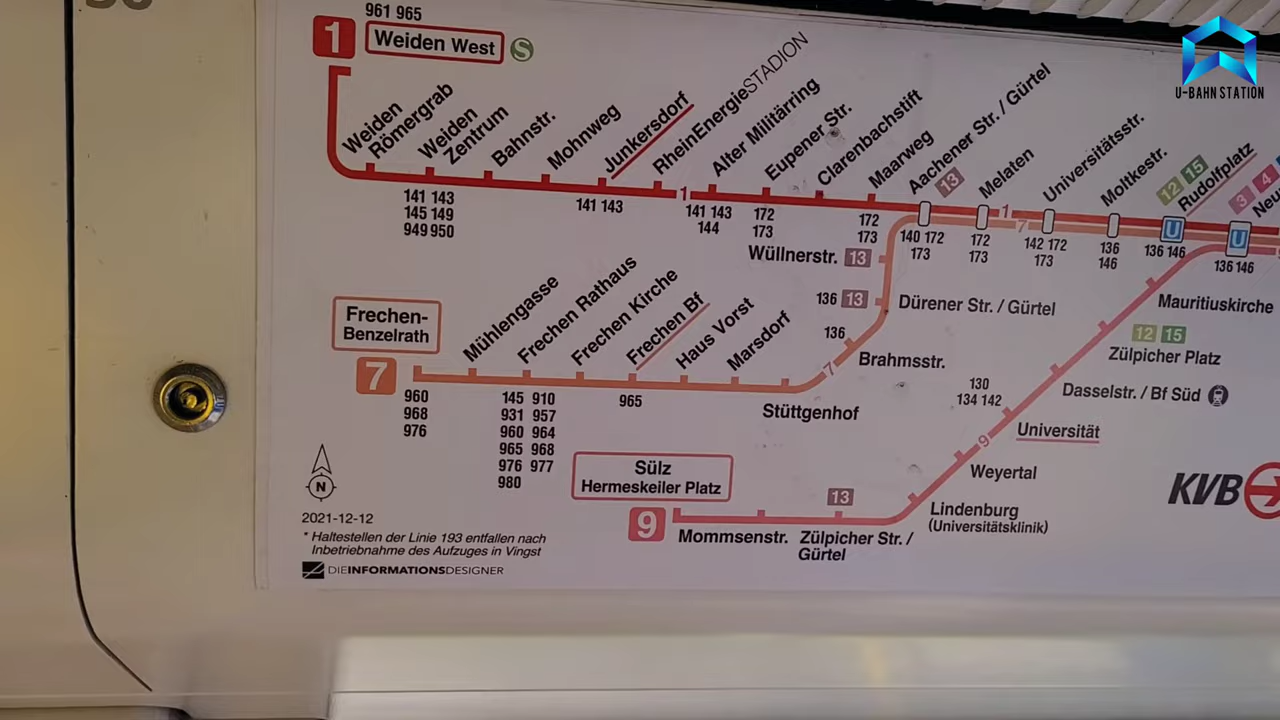 961 965
1 Weiden West S
Weiden
Römergrab
Weiden
Zentrum
Bahnstr.
Mohnweg
Junkersdorf
RheinEnergieSTADION
Alter Militärring
Eupener Str.
Clarenbachstift
Maarweg
Aachener Str. / Gürtel
13
Melaten
Universitätsstr.
Moltkestr.
12 15
Rudolfplatz
3 4
Neu
1
1
7
U
U
141 143
145 149
949 950
141 143
141 143
144
172
173
172
173
140 172
173
172
173
142 172
173
136
146
136 146
136 146
Wüllnerstr. 13
136 13 Dürener Str. / Gürtel
136
Brahmsstr.
7
Stüttgenhof
Frechen-
Benzelrath
7
Mühlengasse
Frechen Rathaus
Frechen Kirche
Frechen Bf
Haus Vorst
Marsdorf
960
968
976
145 910
931 957
960 964
965 968
976 977
980
965
Mauritiuskirche
12 15
Zülpicher Platz
Dasselstr. / Bf Süd
130
134 142
Universität
9
Weyertal
Lindenburg
(Universitätsklinik)
Sülz
Hermeskeiler Platz
9
13
Mommsenstr.
Zülpicher Str. /
Gürtel
N
2021-12-12
* Haltestellen der Linie 193 entfallen nach
Inbetriebnahme des Aufzuges in Vingst
DIEINFORMATIONSDESIGNER
KVB
U-BAHN STATION